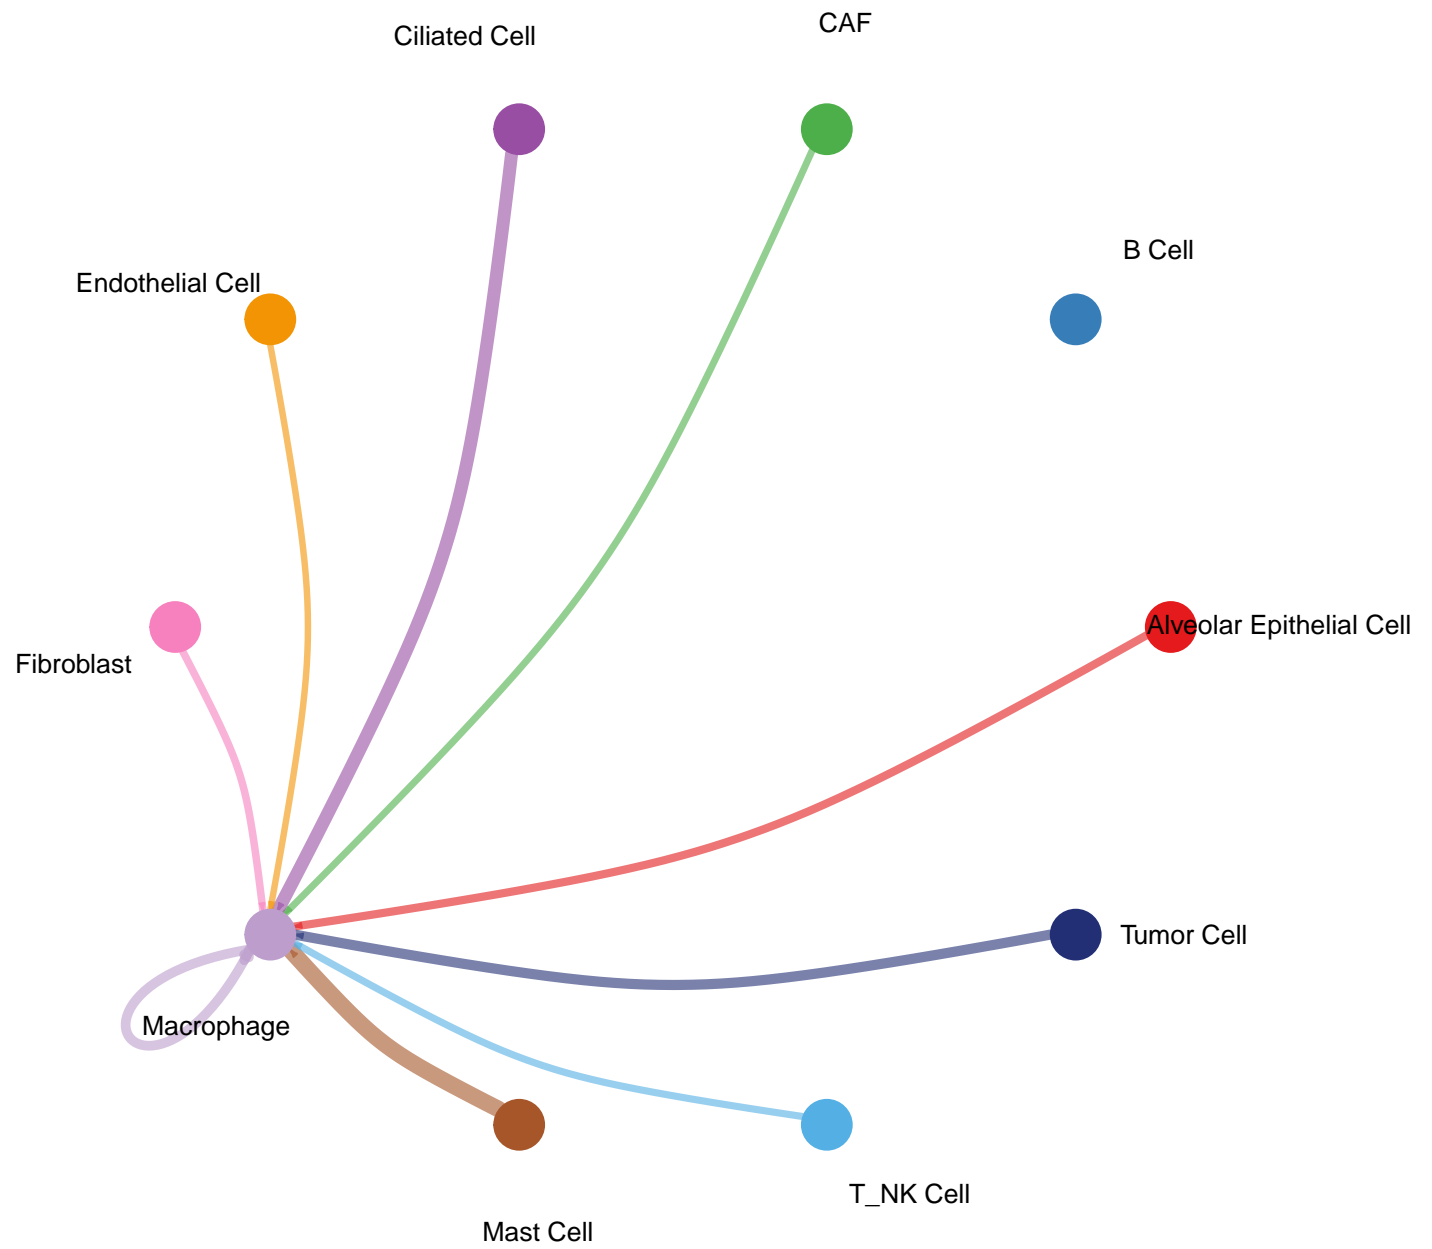 CAF
Ciliated Cell
B Cell
Endothelial Cell
Alveolar Epithelial Cell
Fibroblast
Tumor Cell
Macrophage
T_NK Cell
Mast Cell